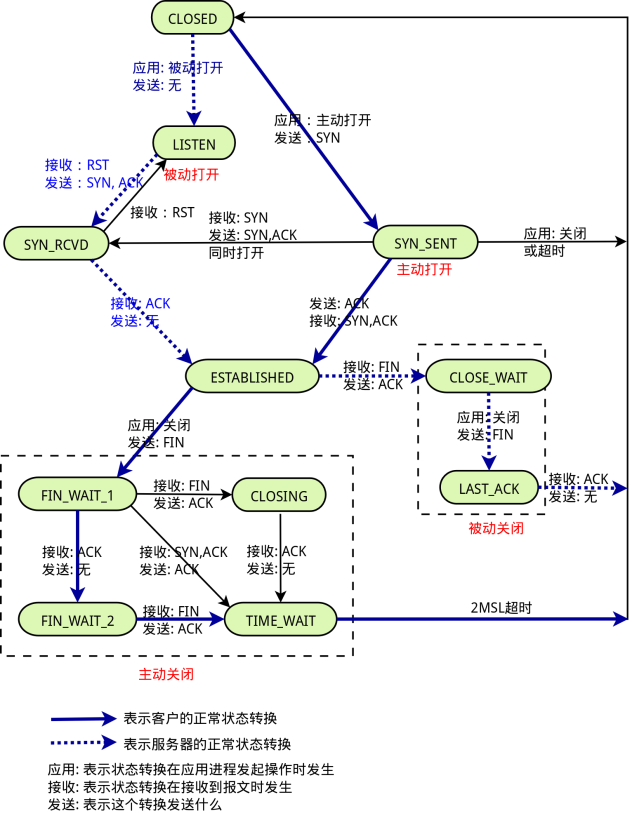 CLOSED
应用: 被动打开
发送: 无
应用：主动打开
发送：SYN
LISTEN
接收：RST
发送：SYN, ACK
被动打开
接收：RST
接收: SYN
发送: SYN,ACK
同时打开
SYN_RCVD
SYN_SENT
应用: 关闭
或超时
主动打开
接收: ACK
发送: 无
发送: ACK
接收: SYN,ACK
ESTABLISHED
接收: FIN
发送: ACK
CLOSE_WAIT
应用: 关闭
发送: FIN
应用: 关闭
发送: FIN
LAST_ACK
接收: ACK
发送: 无
被动关闭
FIN_WAIT_1
接收: FIN
发送: ACK
CLOSING
接收: ACK
发送: 无
接收: SYN,ACK
发送: ACK
接收: ACK
发送: 无
FIN_WAIT_2
接收: FIN
发送: ACK
TIME_WAIT
2MSL超时
主动关闭
表示客户的正常状态转换
表示服务器的正常状态转换
应用: 表示状态转换在应用进程发起操作时发生
接收: 表示状态转换在接收到报文时发生
发送: 表示这个转换发送什么